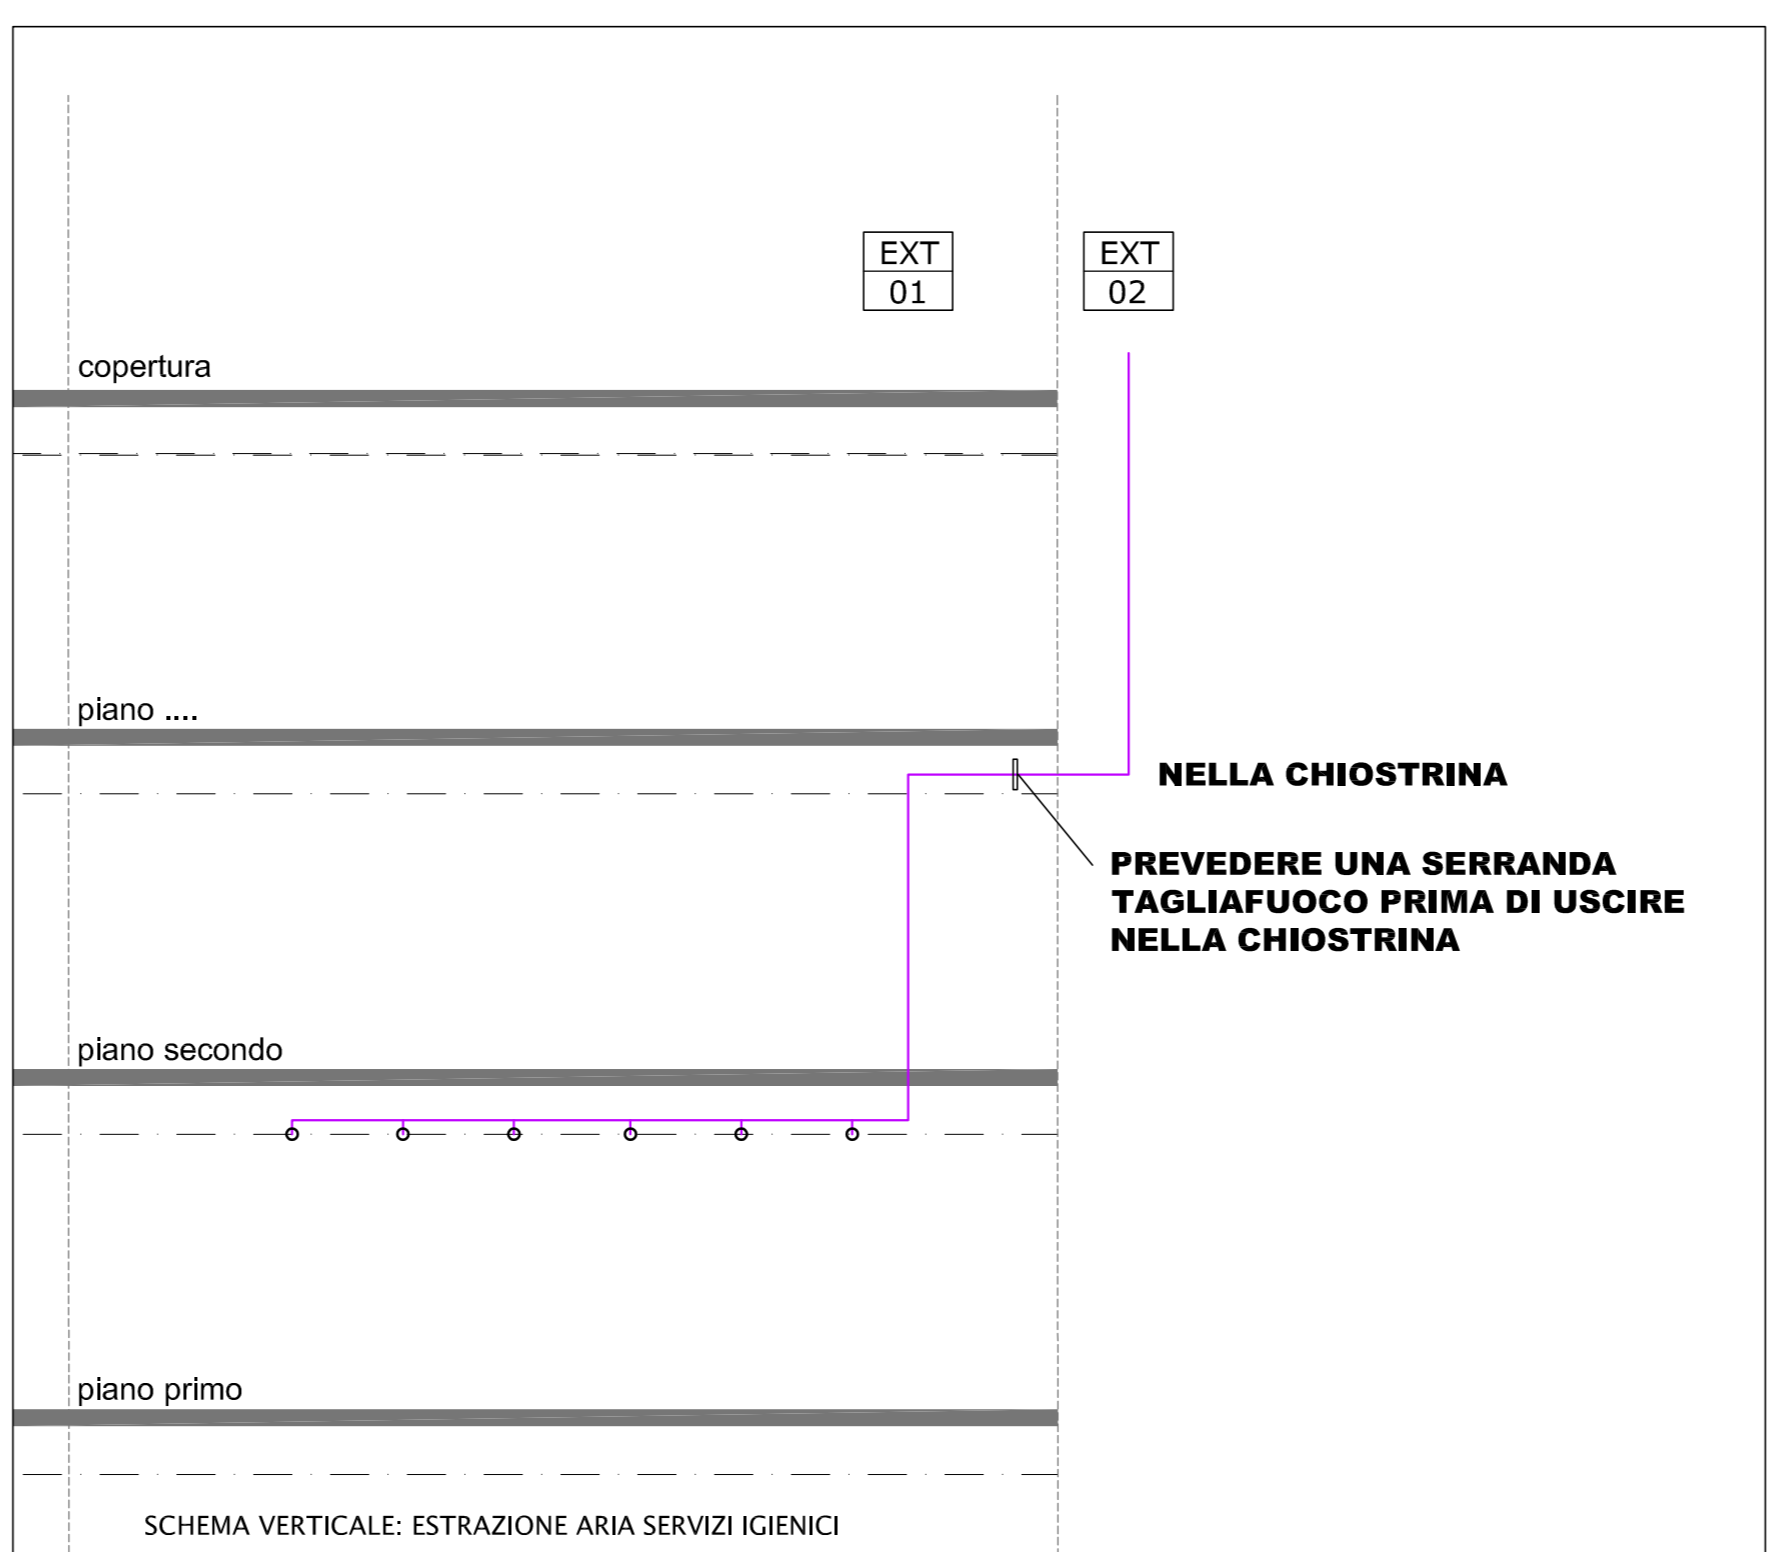 EXT
01
EXT
02
copertura
piano ....
NELLA CHIOSTRINA
PREVEDERE UNA SERRANDA
TAGLIAFUOCO PRIMA DI USCIRE
NELLA CHIOSTRINA
piano secondo
piano primo
SCHEMA VERTICALE: ESTRAZIONE ARIA SERVIZI IGIENICI